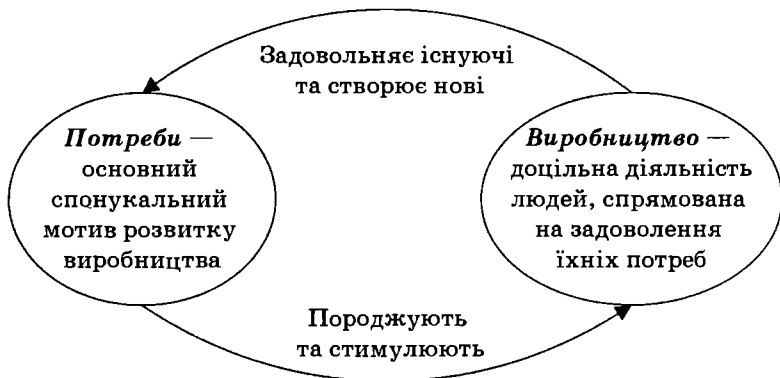 Задовольняє існуючі
та створює нові
Потреби —
основний
спонукальний
мотив розвитку
виробництва
Виробництво —
доцільна діяльність
людей, спрямована
на задоволення
їхніх потреб
Породжують
та стимулюють